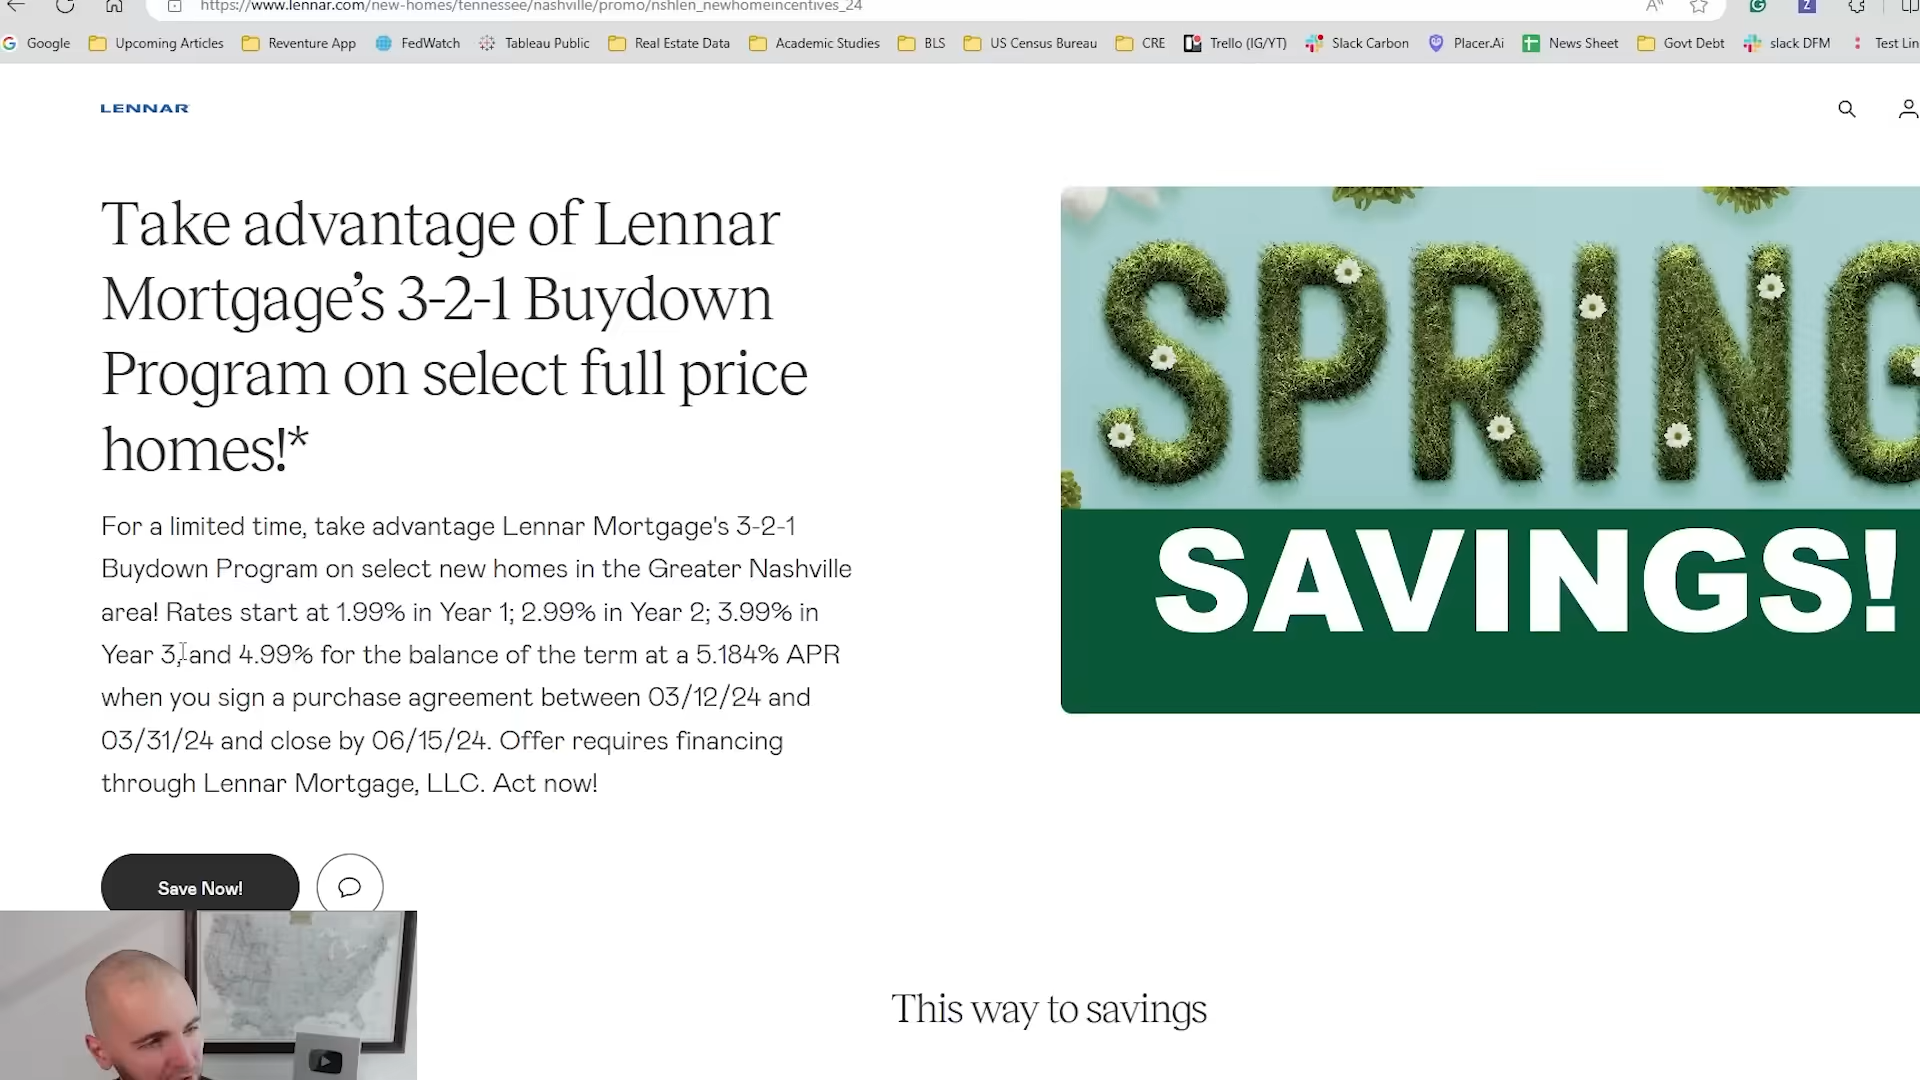 https://www.lennar.com/new-homes/tennessee/nashville/promo/nshlen_newhomeincentives_24
Google Upcoming Articles Reventure App FedWatch Tableau Public Real Estate Data Academic Studies BLS US Census Bureau CRE Trello (IG/YT) Slack Carbon Placer.Ai News Sheet Govt Debt slack DFM Test Lin
LENNAR
Take advantage of Lennar
Mortgage’s 3-2-1 Buydown
Program on select full price
homes!*
For a limited time, take advantage Lennar Mortgage's 3-2-1
Buydown Program on select new homes in the Greater Nashville
area! Rates start at 1.99% in Year 1; 2.99% in Year 2; 3.99% in
Year 3, and 4.99% for the balance of the term at a 5.184% APR
when you sign a purchase agreement between 03/12/24 and
03/31/24 and close by 06/15/24. Offer requires financing
through Lennar Mortgage, LLC. Act now!
Save Now!
SPRING
SAVINGS!
This way to savings